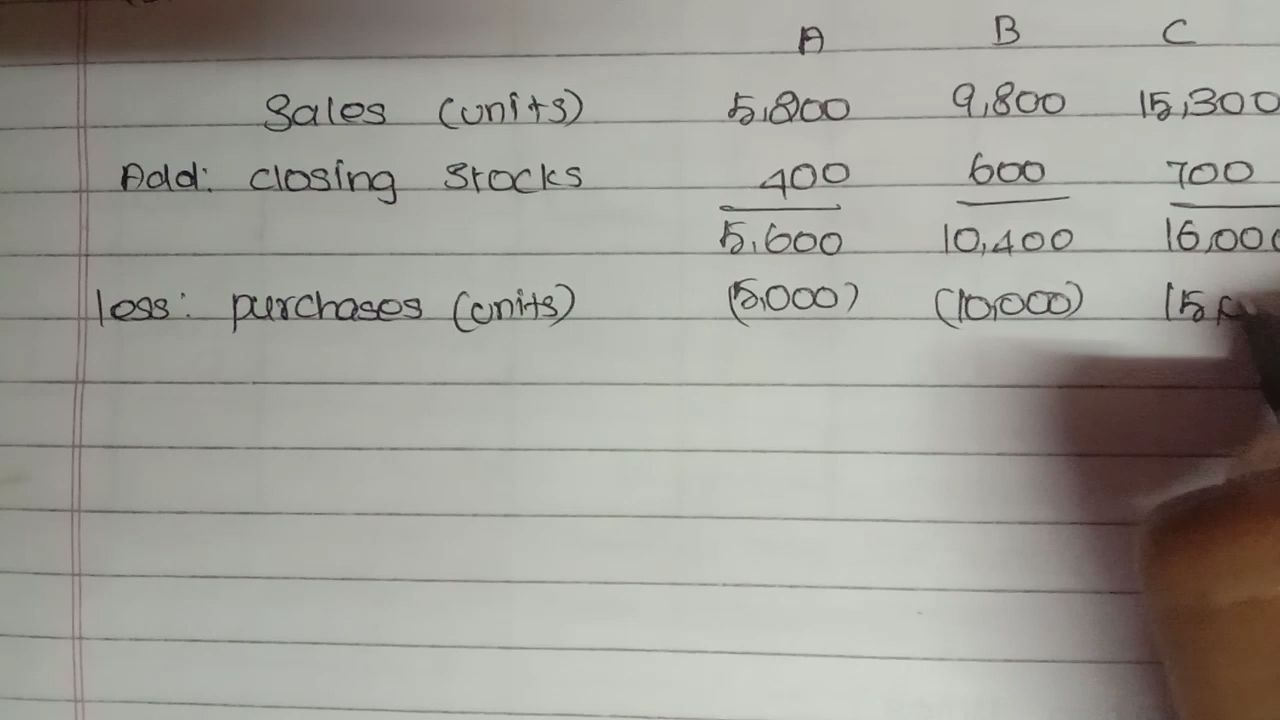 A B C
Sales (units) 5,800 9,800 15,300
Add: closing stocks 400 600 700
5,600 10,400 16,000
less: purchases (units) (5,000) (10,000) (15,